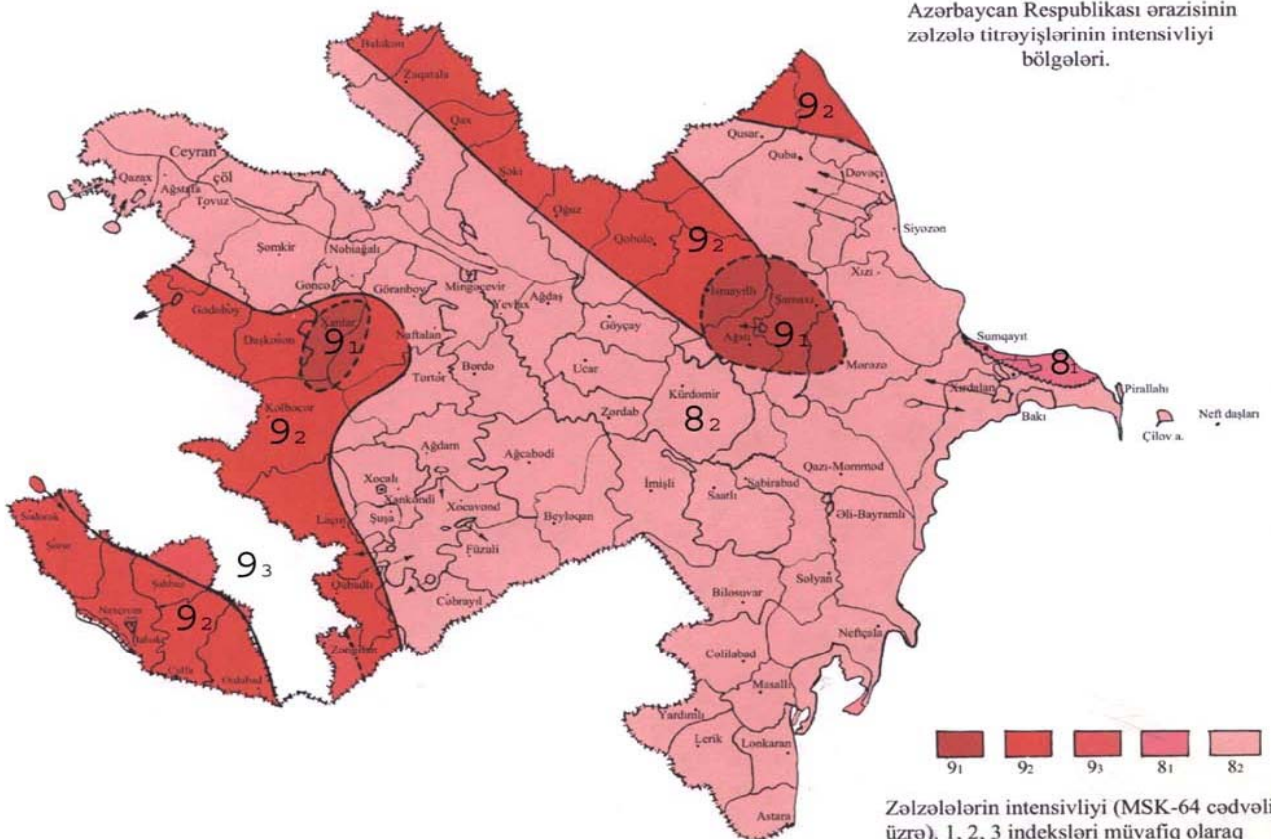 Azərbaycan Respublikası ərazisinin
zəlzələ titrəyişlərinin intensivliyi
bölgələri.
Balakən
Zaqatala
Qax
Şəki
Oğuz
Qəbələ
9₂
9₂
Qusar
Quba
Dəvəçi
Siyəzən
Xızı
Ceyran
çöl
Qazax
Ağstafa
Tovuz
Şəmkir
Gəncə
Göranboy
Mingəçevir
Yevlax
Ağdaş
Göyçay
İsmayıllı
Şamaxı
Ağsu
9₁
Mərəzə
Sumqayıt
8₁
Xırdalan
Bakı
Pirallahı
Çilov a.
Neft daşları
Gədəbəy
Daşkəsən
Xanlar
9₁
Naftalan
Tərtər
Bərdə
Ucar
Zərdab
Kürdəmir
8₂
Kəlbəcər
9₂
Ağdam
Ağcabədi
Xocalı
Xankəndi
Şuşa
Xocavənd
Laçın
Füzuli
Beyləqan
İmişli
Saatlı
Sabirabad
Qazı-Məmməd
Əli-Bayramlı
Qubadlı
Cəbrayıl
Zəngilan
Sədərək
Şərur
Şahbuz
9₃
Naxçıvan
Babək
9₂
Culfa
Ordubad
Biləsuvar
Salyan
Neftçala
Cəlilabad
Masallı
Yardımlı
Lerik
Lənkəran
Astara
9₁ 9₂ 9₃ 8₁ 8₂
Zəlzələlərin intensivliyi (MSK-64 cədvəli
üzrə). 1, 2, 3 indeksləri müvafiq olaraq